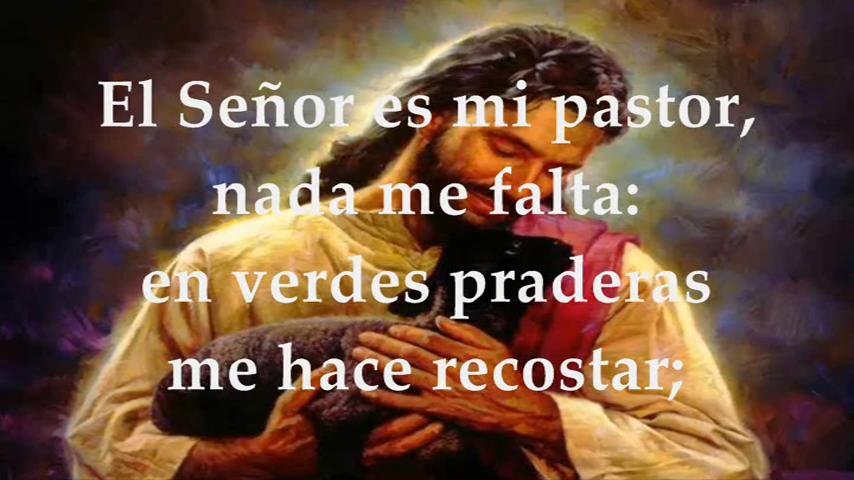 El Señor es mi pastor,
nada me falta:
en verdes praderas
me hace recostar;